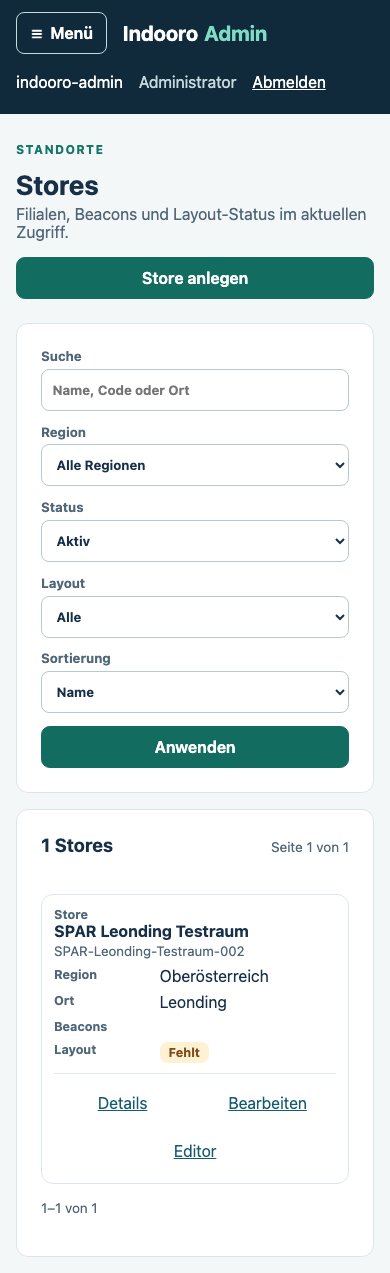 ≡ Menü Indooro Admin
indooro-admin Administrator Abmelden
STANDORTE
Stores
Filialen, Beacons und Layout-Status im aktuellen
Zugriff.
Store anlegen
Suche
Name, Code oder Ort
Region
Alle Regionen
Status
Aktiv
Layout
Alle
Sortierung
Name
Anwenden
1 Stores Seite 1 von 1
Store
SPAR Leonding Testraum
SPAR-Leonding-Testraum-002
Region Oberösterreich
Ort Leonding
Beacons
Layout Fehlt
Details Bearbeiten
Editor
1–1 von 1